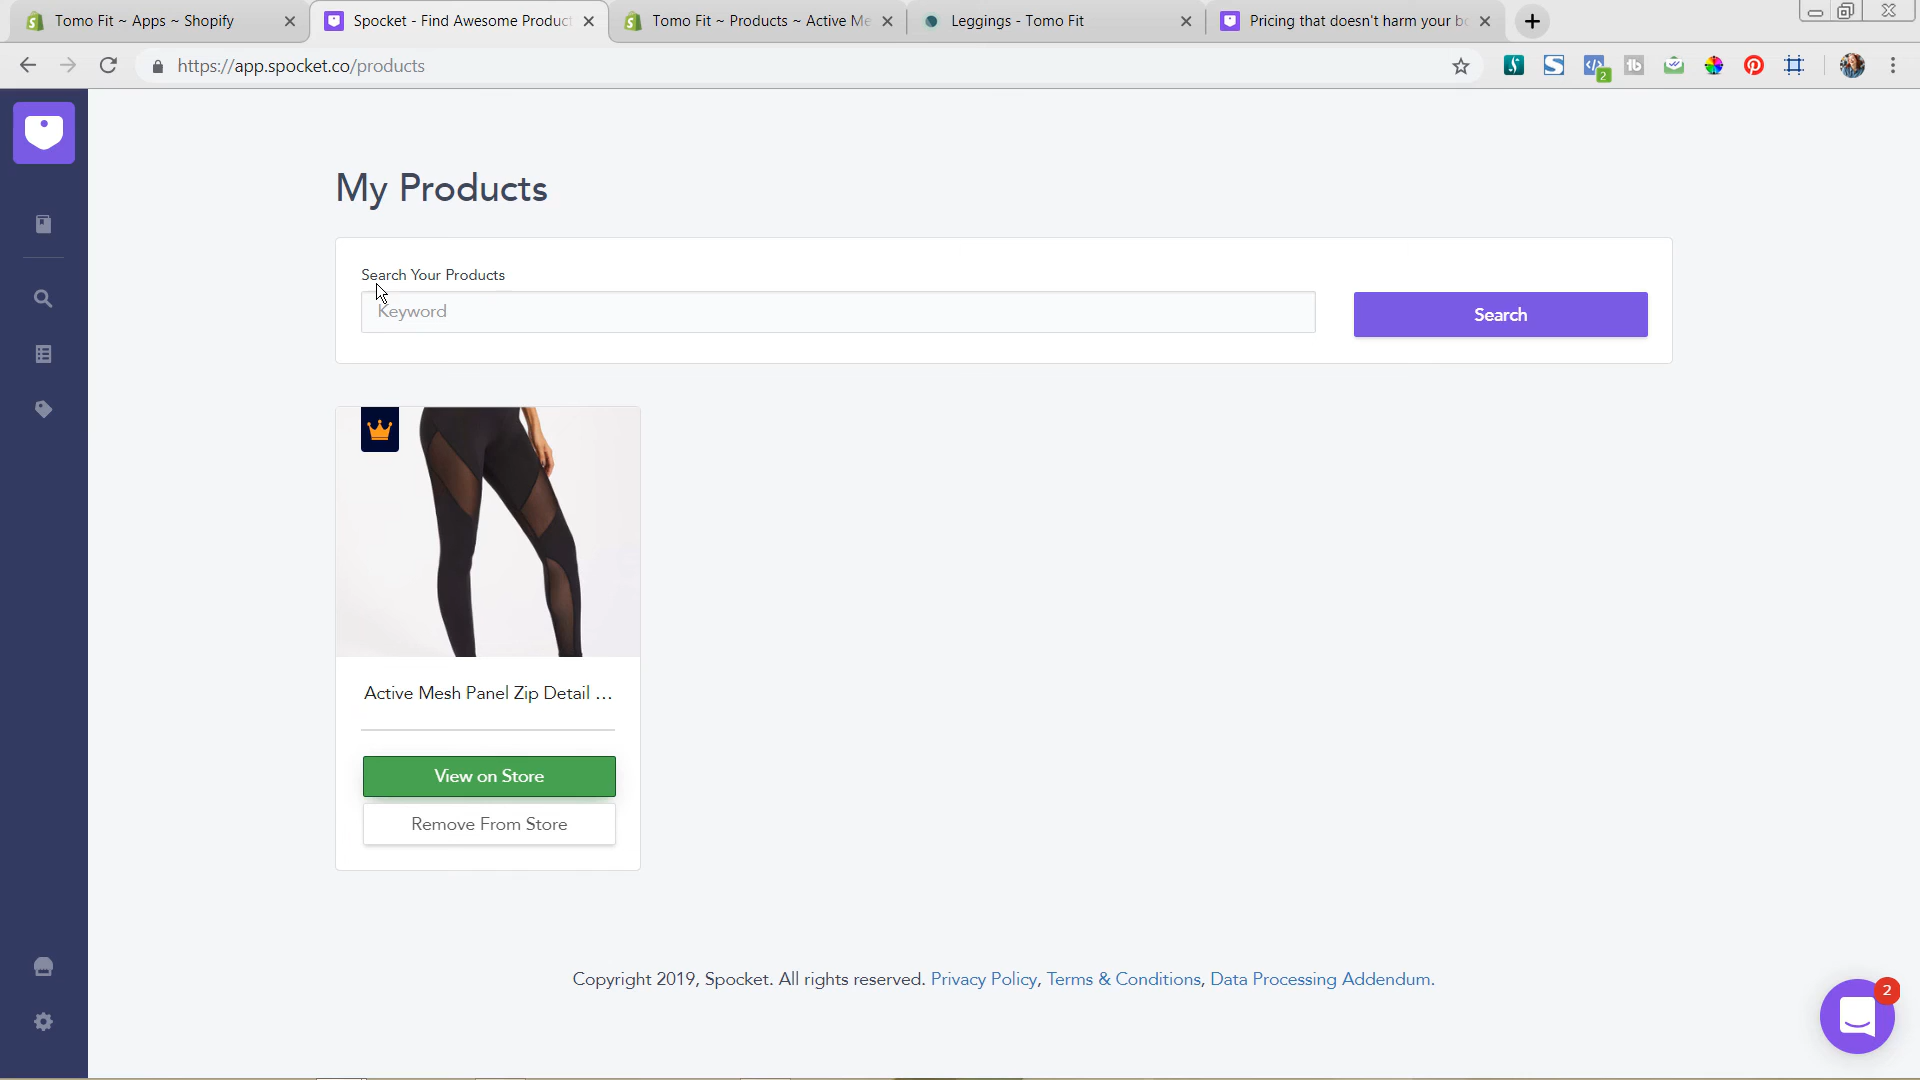 Tomo Fit ~ Apps ~ Shopify
Spocket - Find Awesome Product
Tomo Fit ~ Products ~ Active Me
Leggings - Tomo Fit
Pricing that doesn't harm your bo
https://app.spocket.co/products
2
My Products
Search Your Products
Keyword
Search
Active Mesh Panel Zip Detail ...
View on Store
Remove From Store
Copyright 2019, Spocket. All rights reserved. Privacy Policy, Terms & Conditions, Data Processing Addendum.
2